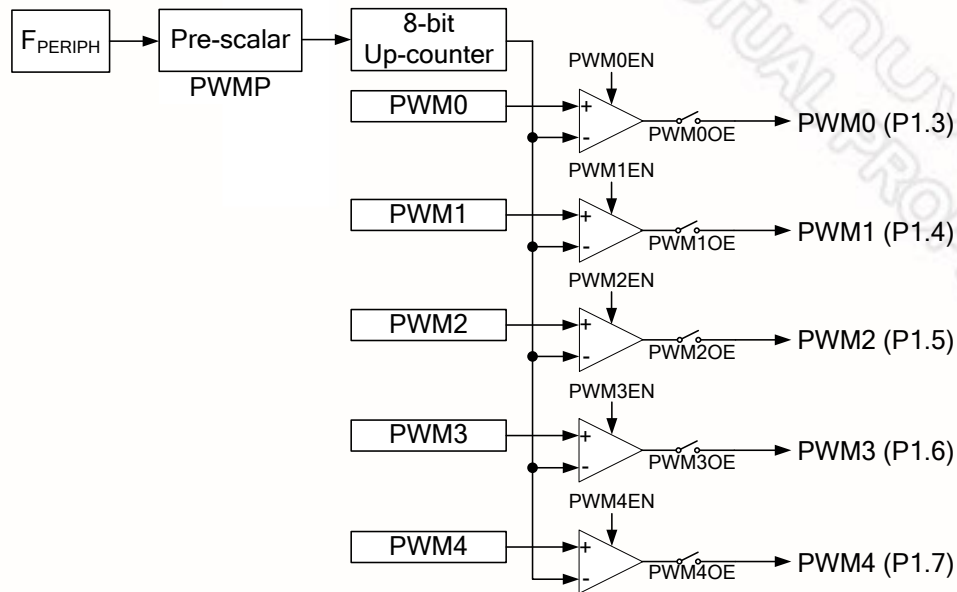 FPERIPH
Pre-scalar
PWMP
8-bit
Up-counter
PWM0
PWM0EN
+
-
PWM0OE
PWM0 (P1.3)
PWM1
PWM1EN
+
-
PWM1OE
PWM1 (P1.4)
PWM2
PWM2EN
+
-
PWM2OE
PWM2 (P1.5)
PWM3
PWM3EN
+
-
PWM3OE
PWM3 (P1.6)
PWM4
PWM4EN
+
-
PWM4OE
PWM4 (P1.7)